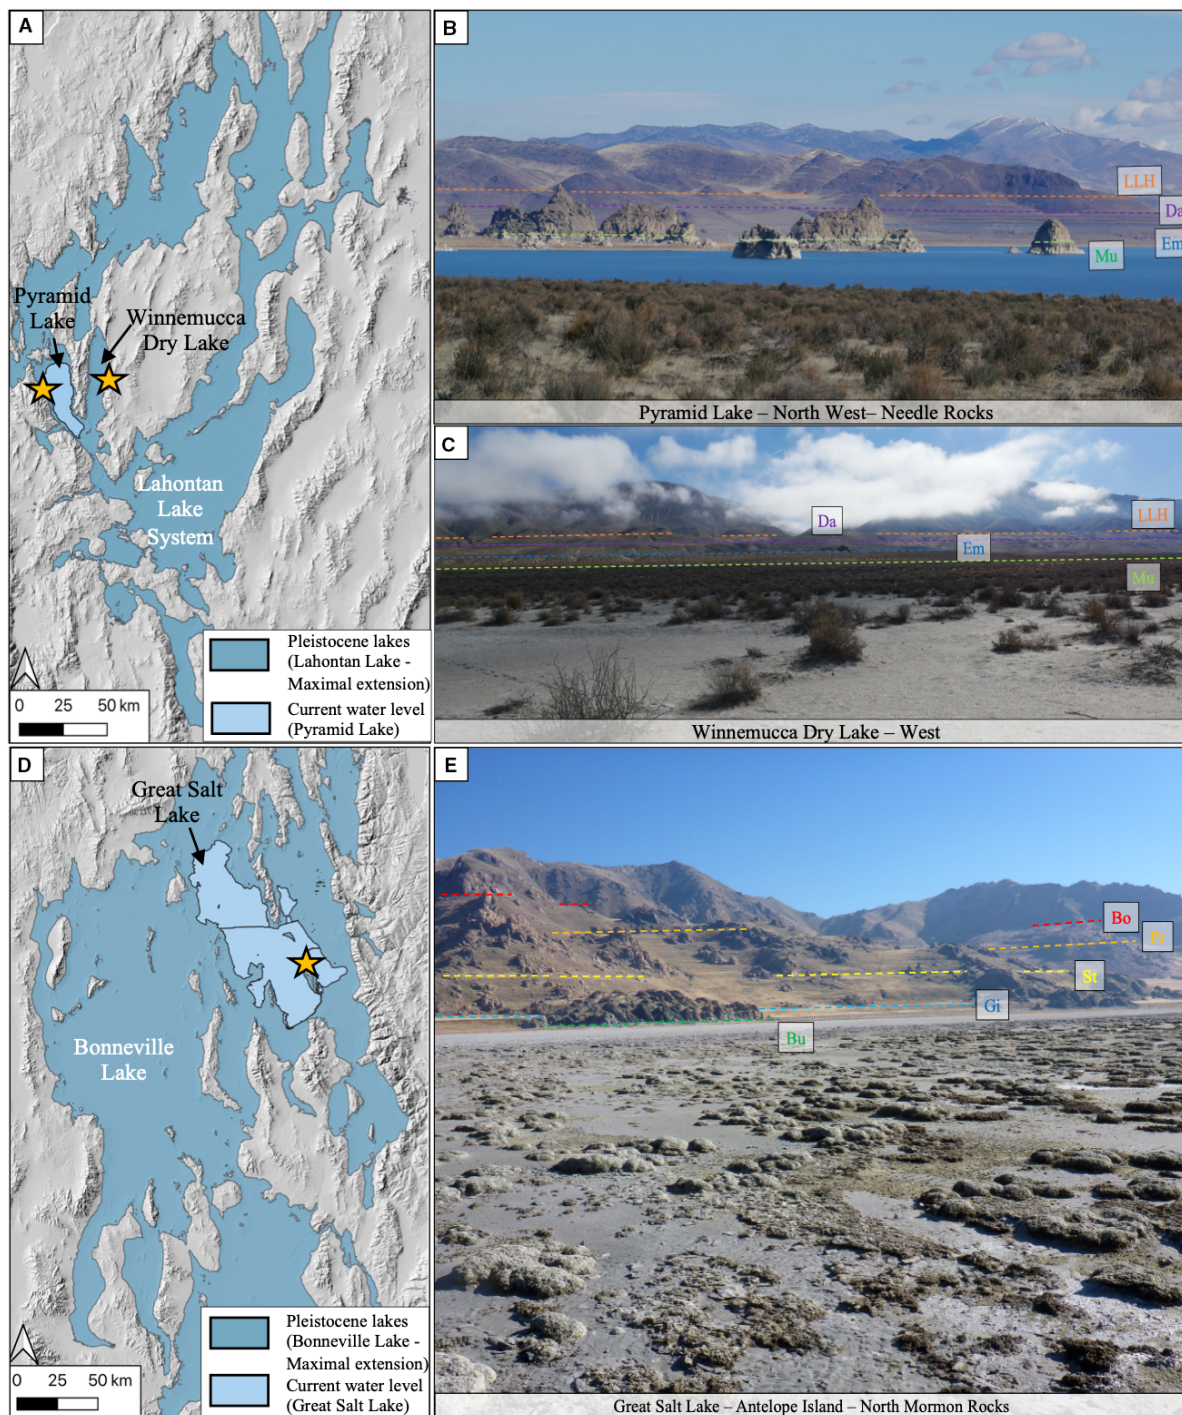 A
Pyramid
Lake
Winnemucca
Dry Lake
Lahontan
Lake
System
Pleistocene lakes
(Lahontan Lake -
Maximal extension)
Current water level
(Pyramid Lake)
0 25 50 km
B
LLH
Da
Em
Mu
Pyramid Lake – North West– Needle Rocks
C
Da
LLH
Em
Mu
Winnemucca Dry Lake – West
D
Great Salt
Lake
Bonneville
Lake
Pleistocene lakes
(Bonneville Lake -
Maximal extension)
Current water level
(Great Salt Lake)
0 25 50 km
E
Bo
Pr
St
Gi
Bu
Great Salt Lake – Antelope Island – North Mormon Rocks